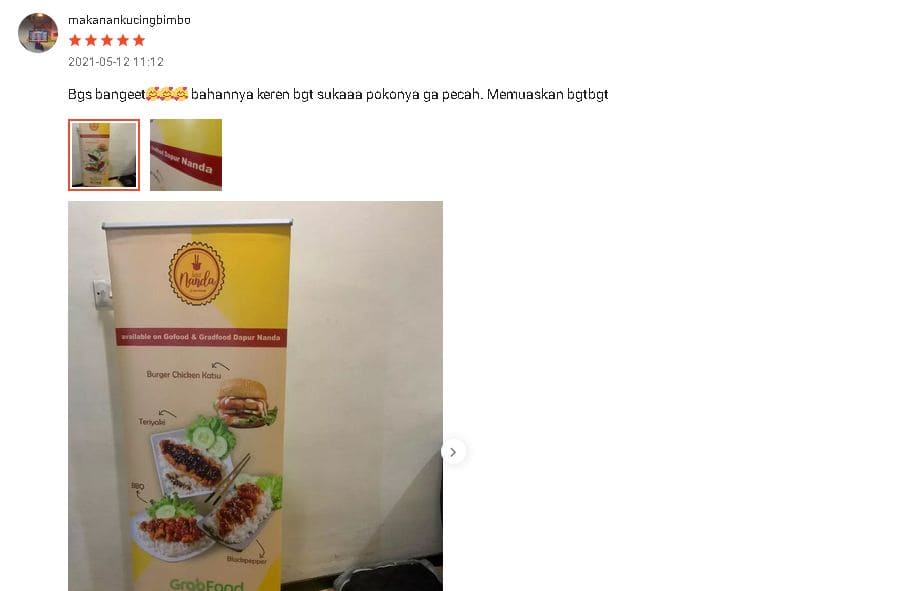 makanankucingbimbo
2021-05-12 11:12
Bgs bangeet🥰🥰🥰 bahannya keren bgt sukaaa pokonya ga pecah. Memuaskan bgtbgt
Dapur Nanda
Nanda
available on Gofood & Gradfood Dapur Nanda
Burger Chicken Katsu
Teriyaki
BBQ
Blackpepper
GrabFood